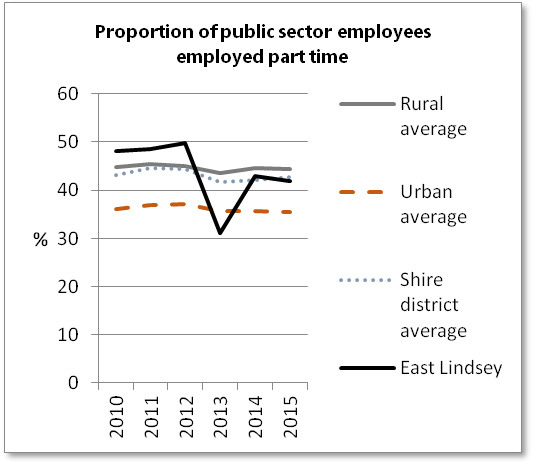 Proportion of public sector employees
employed part time
60
50
40
30
20
10
0
%
2010
2011
2012
2013
2014
2015
Rural
average
Urban
average
Shire
district
average
East Lindsey